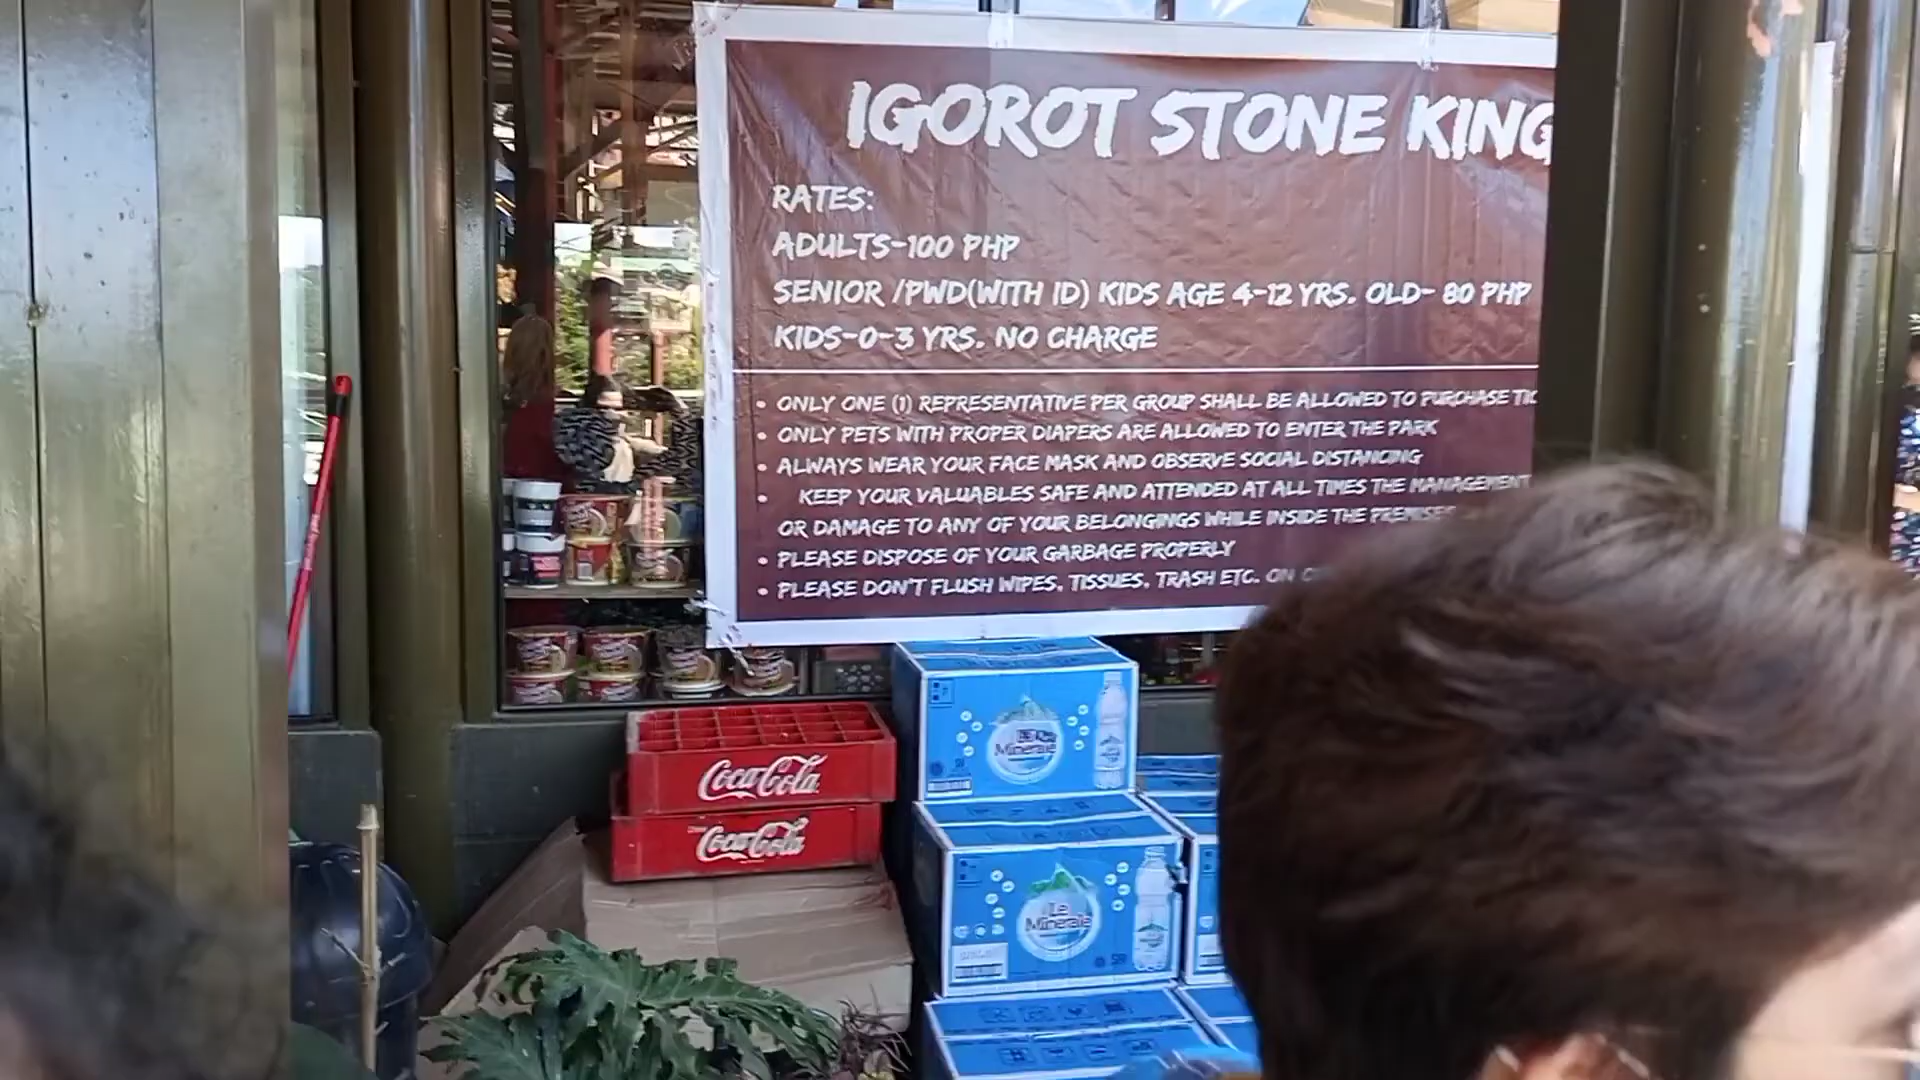 IGOROT STONE KING
RATES:
ADULTS-100 PHP
SENIOR /PWD(WITH ID) KIDS AGE 4-12 YRS. OLD- 80 PHP
KIDS-0-3 YRS. NO CHARGE
• ONLY ONE (1) REPRESENTATIVE PER GROUP SHALL BE ALLOWED TO PURCHASE
• ONLY PETS WITH PROPER DIAPERS ARE ALLOWED TO ENTER THE PARK
• ALWAYS WEAR YOUR FACE MASK AND OBSERVE SOCIAL DISTANCING
• KEEP YOUR VALUABLES SAFE AND ATTENDED AT ALL TIMES THE MANAGEMENT
OR DAMAGE TO ANY OF YOUR BELONGINGS WHILE INSIDE THE PREMISES
• PLEASE DISPOSE OF YOUR GARBAGE PROPERLY
• PLEASE DON'T FLUSH WIPES, TISSUES, TRASH ETC. ON
Coca-Cola
Coca-Cola
Le
Minerale
Le
Minerale